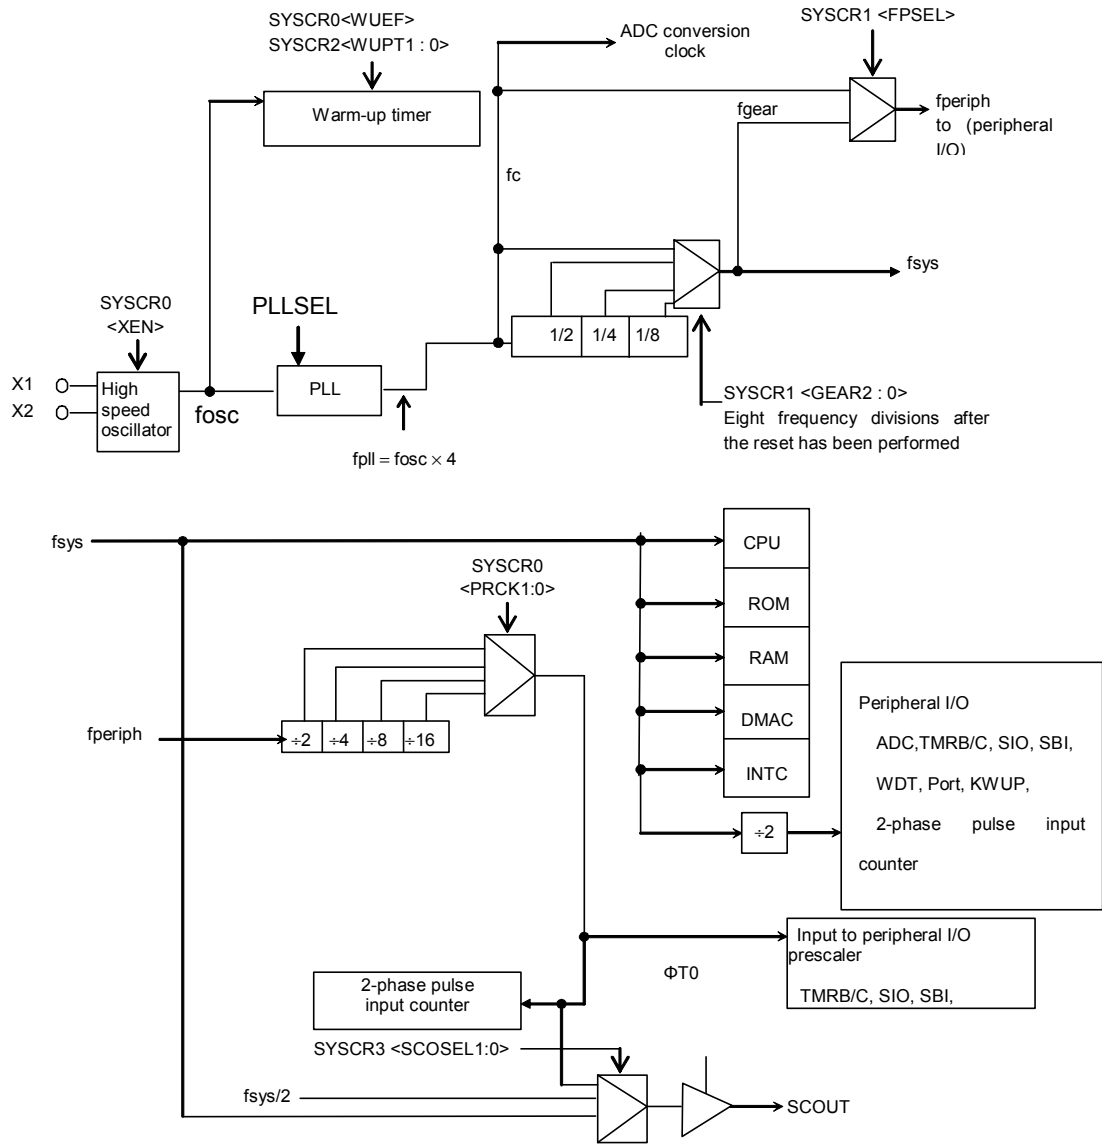 SYSCR0<WUEF>
SYSCR2<WUPT1 : 0>
Warm-up timer
ADC conversion
clock
SYSCR1 <FPSEL>
fgear
fperiph
to (peripheral
I/O)
fc
fsys
SYSCR0
<XEN>
PLLSEL
1/2
1/4
1/8
X1
X2
High
speed
oscillator
fosc
PLL
fpll = fosc × 4
SYSCR1 <GEAR2 : 0>
Eight frequency divisions after
the reset has been performed
fsys
SYSCR0
<PRCK1:0>
CPU
ROM
RAM
DMAC
INTC
fperiph
÷2
÷4
÷8
÷16
÷2
Peripheral I/O
ADC,TMRB/C, SIO, SBI,
WDT, Port, KWUP,
2-phase pulse input
counter
Input to peripheral I/O
prescaler
TMRB/C, SIO, SBI,
ΦT0
2-phase pulse
input counter
SYSCR3 <SCOSEL1:0>
fsys/2
SCOUT